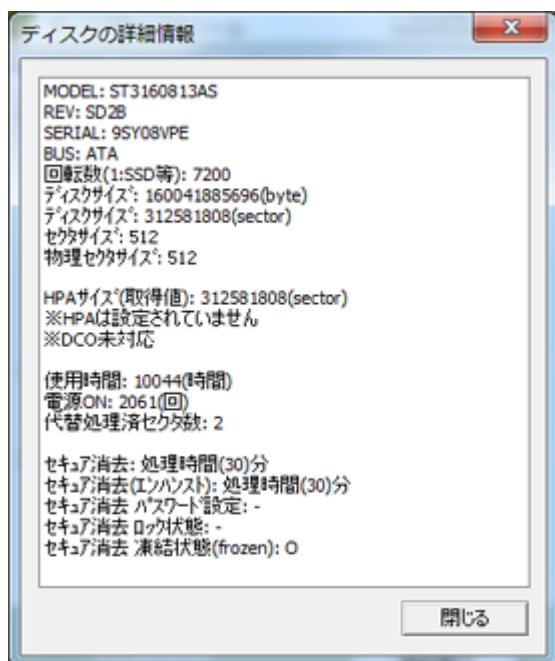 ディスクの詳細情報
MODEL: ST3160813AS
REV: SD2B
SERIAL: 9SY08VPE
BUS: ATA
回転数(1:SSD等): 7200
ディスクサイズ: 160041885696(byte)
ディスクサイズ: 312581808(sector)
セクタサイズ: 512
物理セクタサイズ: 512
HPAサイズ(取得値): 312581808(sector)
※HPAは設定されていません
※DCO未対応
使用時間: 10044(時間)
電源ON: 2061(回)
代替処理済セクタ数: 2
セキュア消去: 処理時間(30)分
セキュア消去(エンハンスト): 処理時間(30)分
セキュア消去 パスワード設定: -
セキュア消去 ロック状態: -
セキュア消去 凍結状態(frozen): O
閉じる